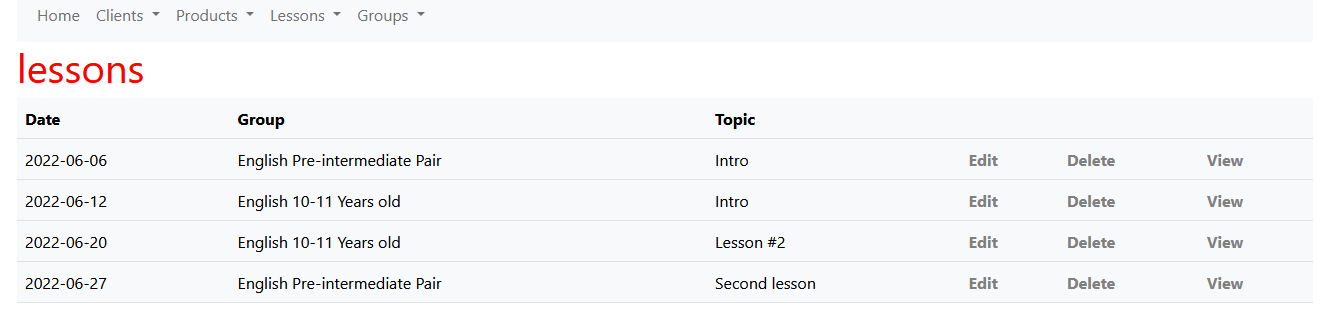 Home Clients Products Lessons Groups
lessons
Date Group Topic
2022-06-06 English Pre-intermediate Pair Intro Edit Delete View
2022-06-12 English 10-11 Years old Intro Edit Delete View
2022-06-20 English 10-11 Years old Lesson #2 Edit Delete View
2022-06-27 English Pre-intermediate Pair Second lesson Edit Delete View